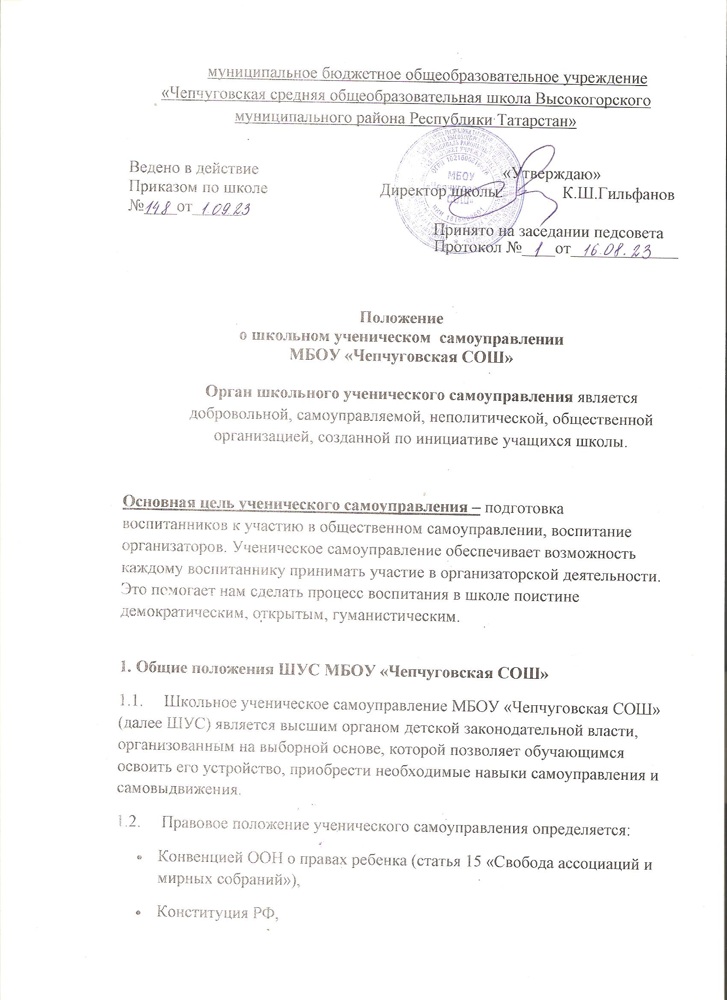 муниципальное бюджетное общеобразовательное учреждение
«Чепчуговская средняя общеобразовательная школа Высокогорского
муниципального района Республики Татарстан»
Ведено в действие
Приказом по школе
№ 148 от 1.09.23
«Утверждаю»
Директор школы: К.Ш.Гильфанов
МБОУ
«Чепчуговская
СОШ»
Принято на заседании педсовета
Протокол № 1 от 16.08.23
Положение
о школьном ученическом самоуправлении
МБОУ «Чепчуговская СОШ»
Орган школьного ученического самоуправления является
добровольной, самоуправляемой, неполитической, общественной
организацией, созданной по инициативе учащихся школы.
Основная цель ученического самоуправления – подготовка
воспитанников к участию в общественном самоуправлении, воспитание
организаторов. Ученическое самоуправление обеспечивает возможность
каждому воспитаннику принимать участие в организаторской деятельности.
Это помогает нам сделать процесс воспитания в школе поистине
демократическим, открытым, гуманистическим.
1. Общие положения ШУС МБОУ «Чепчуговская СОШ»
1.1. Школьное ученическое самоуправление МБОУ «Чепчуговская СОШ»
(далее ШУС) является высшим органом детской законодательной власти,
организованным на выборной основе, которой позволяет обучающимся
освоить его устройство, приобрести необходимые навыки самоуправления и
самовыдвижения.
1.2. Правовое положение ученического самоуправления определяется:
• Конвенцией ООН о правах ребенка (статья 15 «Свобода ассоциаций и
мирных собраний»),
• Конституция РФ,